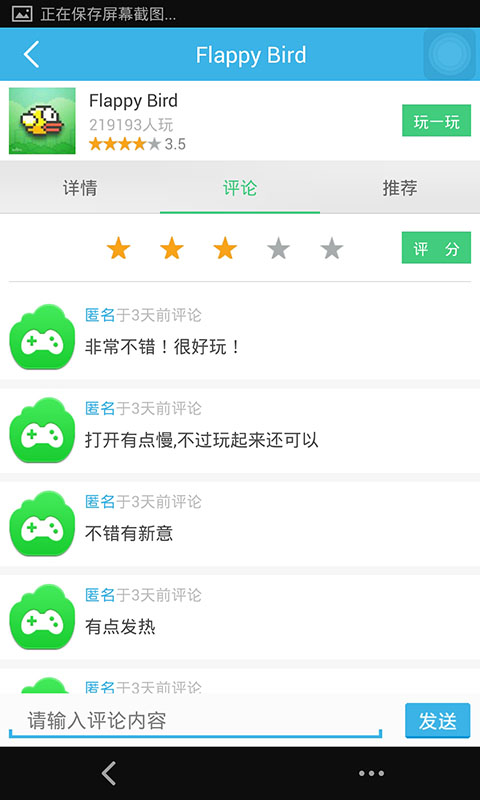 正在保存屏幕截图...
Flappy Bird
Flappy Bird
219193人玩
3.5
玩一玩
详情
评论
推荐
评 分
匿名于3天前评论
非常不错！很好玩！
匿名于3天前评论
打开有点慢,不过玩起来还可以
匿名于3天前评论
不错有新意
匿名于3天前评论
有点发热
匿名于3天前评论
请输入评论内容
发送